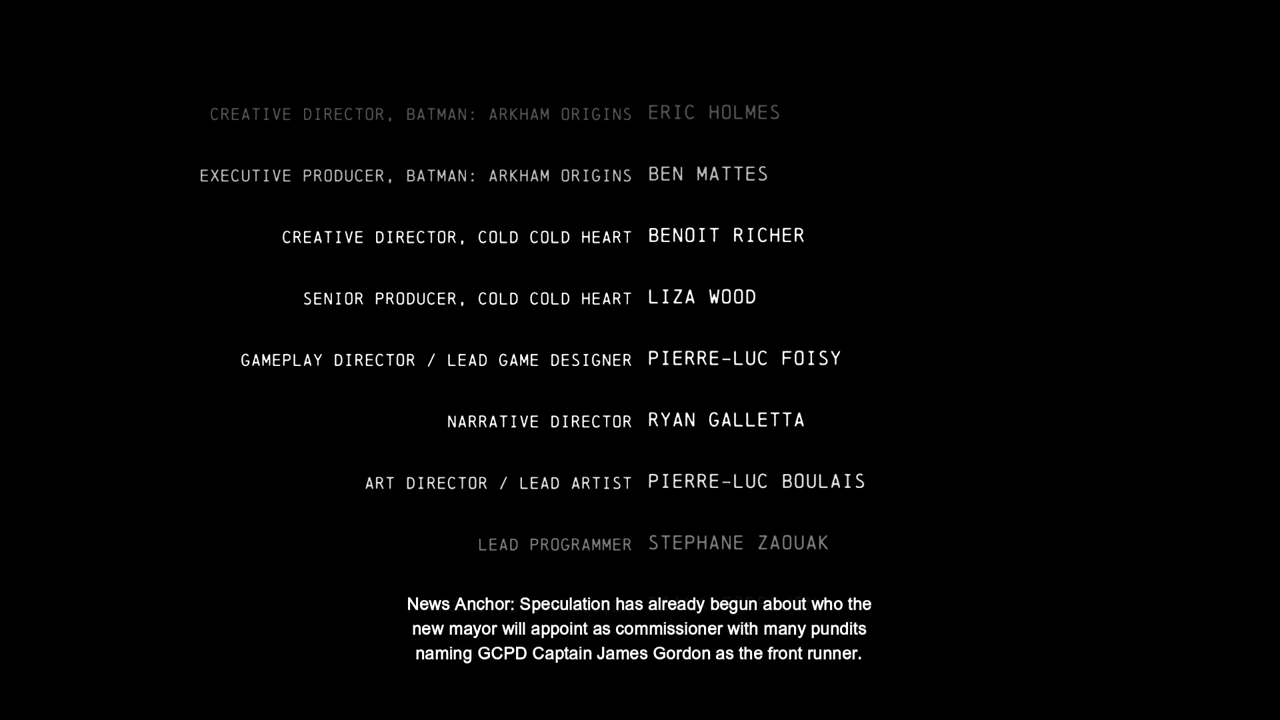 CREATIVE DIRECTOR, BATMAN: ARKHAM ORIGINS ERIC HOLMES
EXECUTIVE PRODUCER, BATMAN: ARKHAM ORIGINS BEN MATTES
CREATIVE DIRECTOR, COLD COLD HEART BENOIT RICHER
SENIOR PRODUCER, COLD COLD HEART LIZA WOOD
GAMEPLAY DIRECTOR / LEAD GAME DESIGNER PIERRE-LUC FOISY
NARRATIVE DIRECTOR RYAN GALLETTA
ART DIRECTOR / LEAD ARTIST PIERRE-LUC BOULAIS
LEAD PROGRAMMER STEPHANE ZAOUAK
News Anchor: Speculation has already begun about who the
new mayor will appoint as commissioner with many pundits
naming GCPD Captain James Gordon as the front runner.